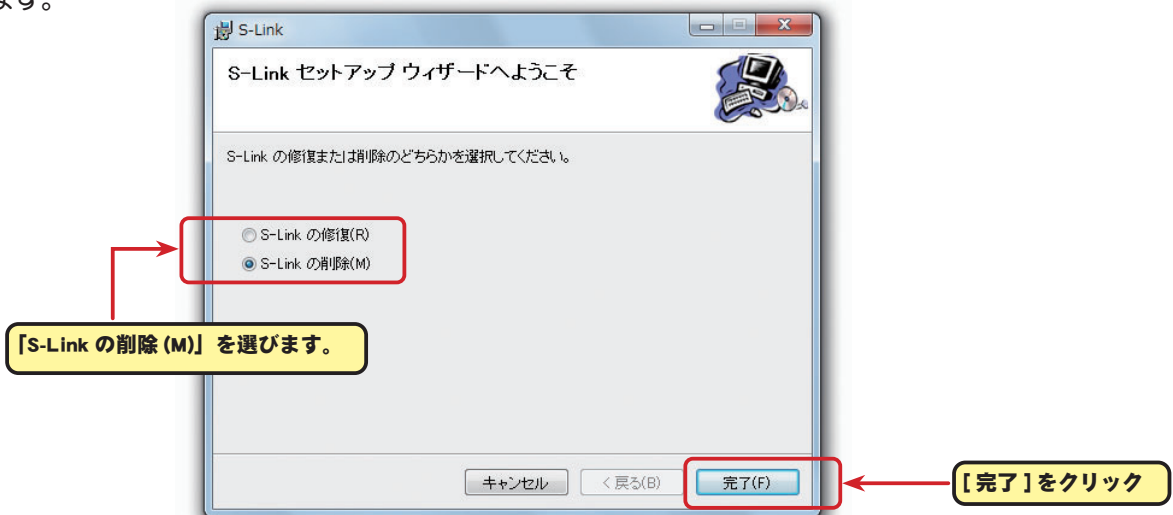 ます。
S-Link
S-Link セットアップ ウィザードへようこそ
S-Link の修復または削除のどちらかを選択してください。
S-Link の修復(R)
S-Link の削除(M)
「S-Link の削除 (M)」を選びます。
キャンセル
< 戻る(B)
完了(F)
[ 完了 ] をクリック